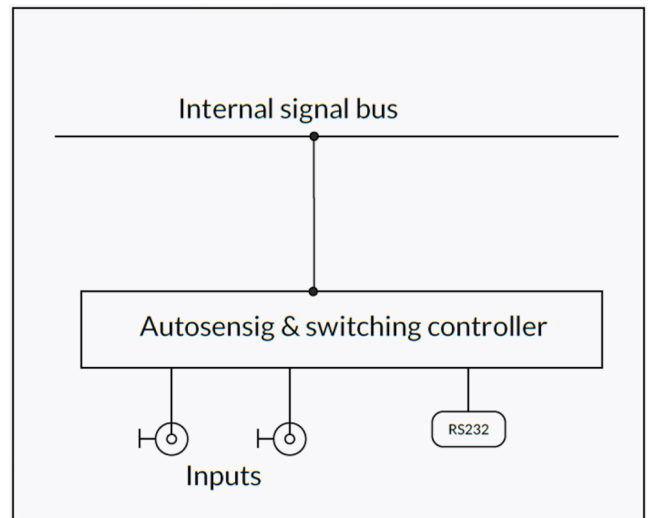 Internal signal bus
Autosensig & switching controller
RS232
Inputs